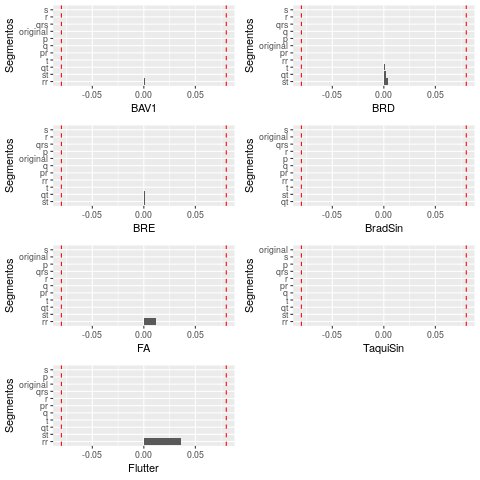 Segmentos
s
r
qrs
original
p
q
pr
t
qt
st
rr
-0.05 0.00 0.05
BAV1
Segmentos
s
r
qrs
q
p
original
pr
rr
t
qt
st
-0.05 0.00 0.05
BRD
Segmentos
s
r
qrs
p
original
q
pr
rr
t
qt
st
-0.05 0.00 0.05
BRE
Segmentos
s
original
qrs
r
p
q
pr
rr
t
st
qt
-0.05 0.00 0.05
BradSin
Segmentos
s
p
original
qrs
r
q
pr
t
qt
st
rr
-0.05 0.00 0.05
FA
Segmentos
original
s
p
qrs
r
q
pr
t
qt
st
rr
-0.05 0.00 0.05
TaquiSin
Segmentos
s
p
original
qrs
r
pr
q
t
qt
st
rr
-0.05 0.00 0.05
Flutter